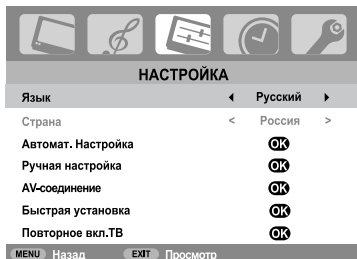 НАСТРОЙКА
Язык Русский
Страна < Россия >
Автомат. Настройка OK
Ручная настройка OK
AV-соединение OK
Быстрая установка OK
Повторное вкл.ТВ OK
MENU Назад EXIT Просмотр